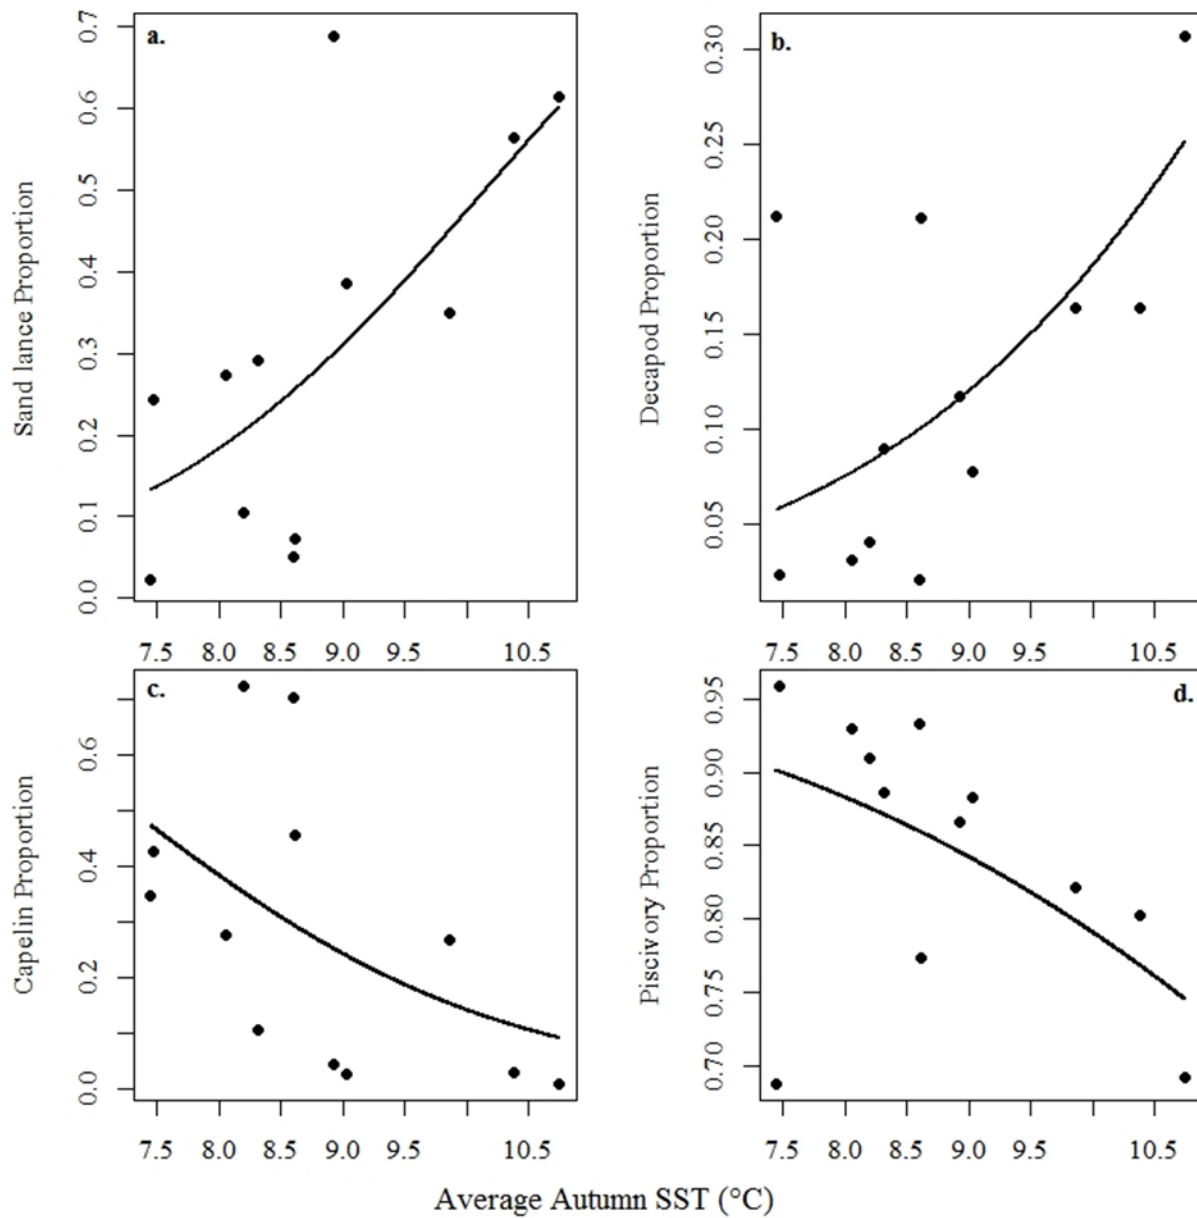 a.
Sand lance Proportion
0.7
0.6
0.5
0.4
0.3
0.2
0.1
0.0
7.5 8.0 8.5 9.0 9.5 10.5
b.
Decapod Proportion
0.30
0.25
0.20
0.15
0.10
0.05
7.5 8.0 8.5 9.0 9.5 10.5
c.
Capelin Proportion
0.6
0.4
0.2
0.0
7.5 8.0 8.5 9.0 9.5 10.5
d.
Piscivory Proportion
0.95
0.90
0.85
0.80
0.75
0.70
7.5 8.0 8.5 9.0 9.5 10.5
Average Autumn SST (°C)